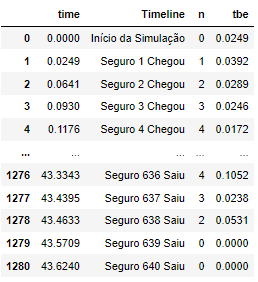 time Timeline n tbe
0 0.0000 Início da Simulação 0 0.0249
1 0.0249 Seguro 1 Chegou 1 0.0392
2 0.0641 Seguro 2 Chegou 2 0.0289
3 0.0930 Seguro 3 Chegou 3 0.0246
4 0.1176 Seguro 4 Chegou 4 0.0172
... ... ... ... ...
1276 43.3343 Seguro 636 Saiu 4 0.1052
1277 43.4395 Seguro 637 Saiu 3 0.0238
1278 43.4633 Seguro 638 Saiu 2 0.0531
1279 43.5709 Seguro 639 Saiu 0 0.0000
1280 43.6240 Seguro 640 Saiu 0 0.0000